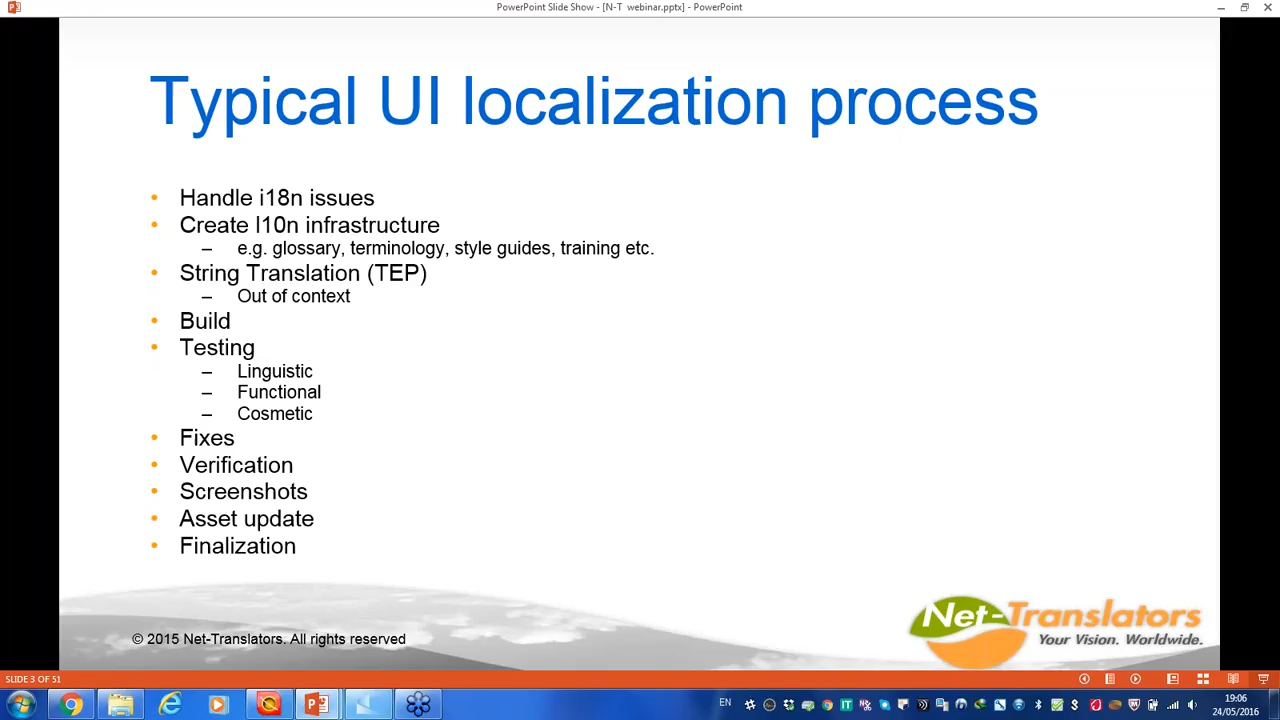 PowerPoint Slide Show - [N-T webinar.pptx] - PowerPoint
Typical UI localization process
• Handle i18n issues
• Create l10n infrastructure
– e.g. glossary, terminology, style guides, training etc.
• String Translation (TEP)
– Out of context
• Build
• Testing
– Linguistic
– Functional
– Cosmetic
• Fixes
• Verification
• Screenshots
• Asset update
• Finalization
© 2015 Net-Translators. All rights reserved
Net-Translators
Your Vision. Worldwide.
SLIDE 3 OF 51
EN
19:06
24/05/2016